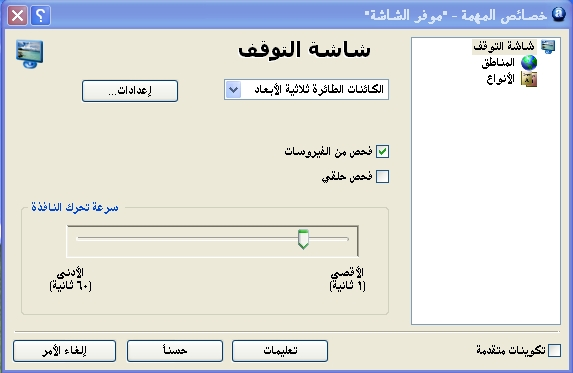 خصائص المهمة - "موفر الشاشة"
شاشة التوقف
المناطق
الأنواع
شاشة التوقف
الكائنات الطائرة ثلاثية الأبعاد
إعدادات...
فحص من الفيروسات
فحص حلقي
سرعة تحرك النافذة
الأقصى
(١ ثانية)
الأدنى
(٦٠ ثانية)
تكوينات متقدمة
تعليمات
حسناً
إلغاء الأمر